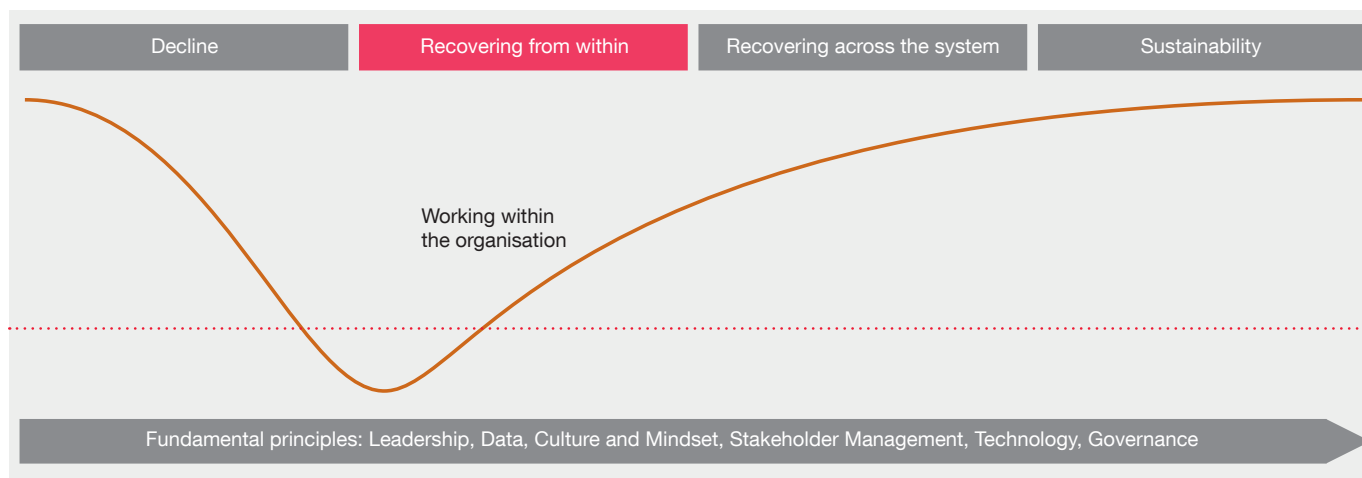 Decline
Recovering from within
Recovering across the system
Sustainability
Working within
the organisation
Fundamental principles: Leadership, Data, Culture and Mindset, Stakeholder Management, Technology, Governance